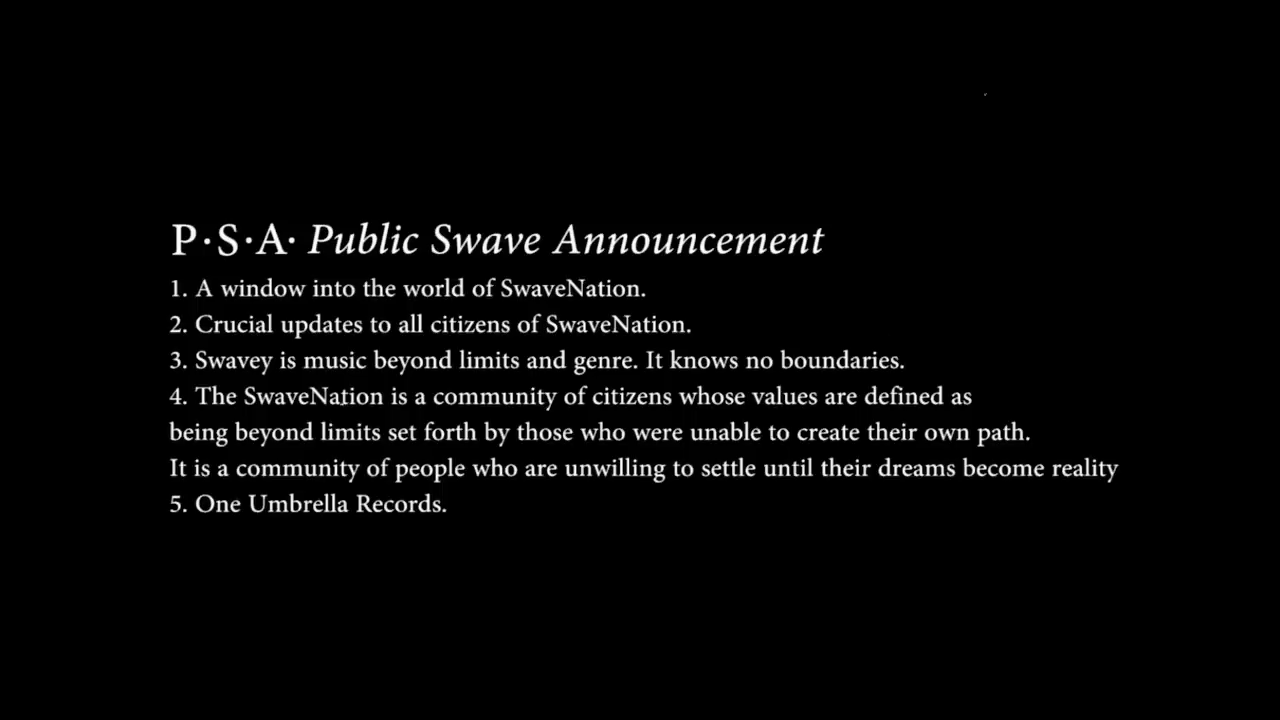 P·S·A· Public Swave Announcement
1. A window into the world of SwaveNation.
2. Crucial updates to all citizens of SwaveNation.
3. Swavey is music beyond limits and genre. It knows no boundaries.
4. The SwaveNation is a community of citizens whose values are defined as
being beyond limits set forth by those who were unable to create their own path.
It is a community of people who are unwilling to settle until their dreams become reality
5. One Umbrella Records.